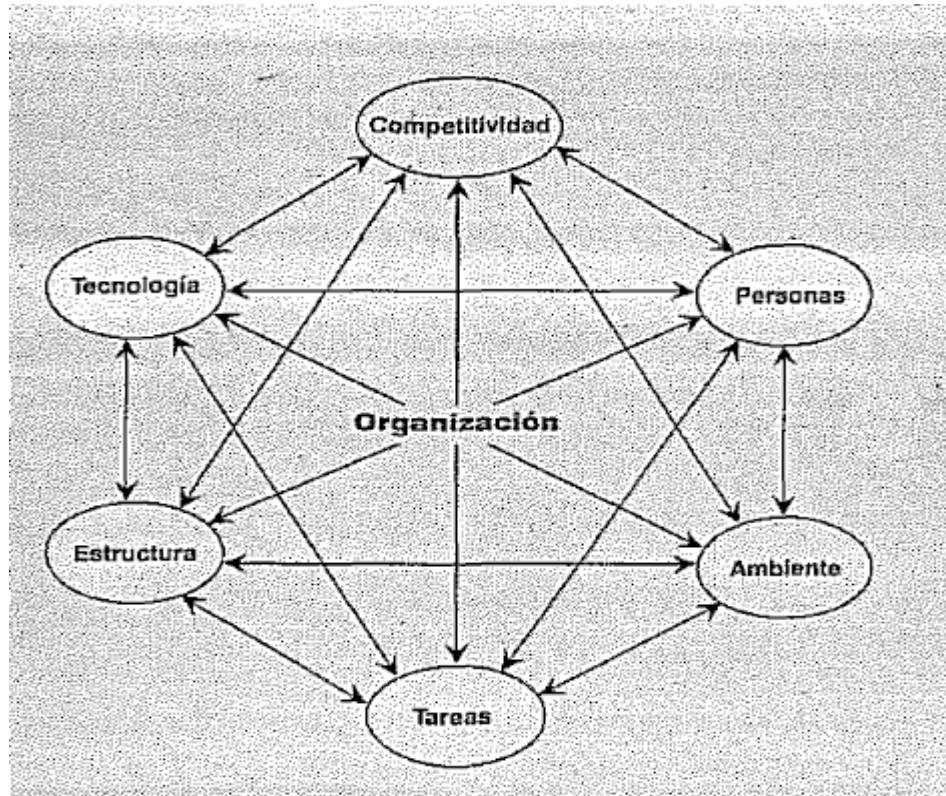 Competitividad
Tecnología
Personas
Organización
Estructura
Ambiente
Tareas